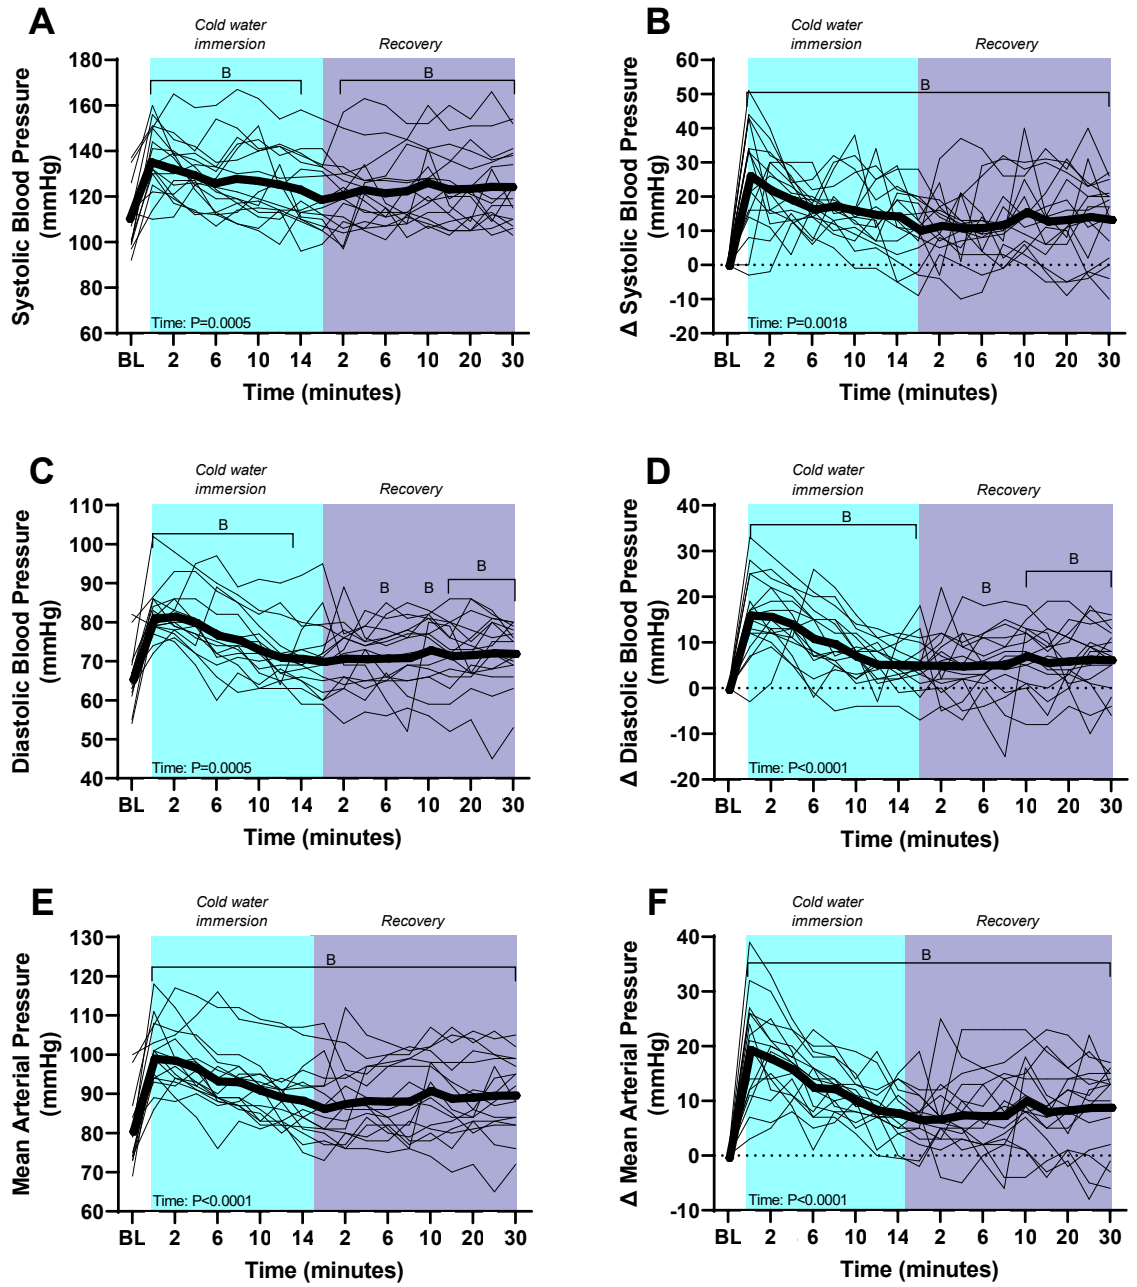 A
Cold water
immersion
Recovery
Systolic Blood Pressure
(mmHg)
180
160
140
120
100
80
60
B
B
Time: P=0.0005
BL 2 6 10 14 2 6 10 20 30
Time (minutes)
B
Recovery
Δ Systolic Blood Pressure
(mmHg)
60
50
40
30
20
10
0
-10
-20
B
Time: P=0.0018
BL 2 6 10 14 2 6 10 20 30
Time (minutes)
Cold water
immersion
C
Cold water
immersion
Recovery
Diastolic Blood Pressure
(mmHg)
110
100
90
80
70
60
50
40
B
B
B
B
Time: P=0.0005
BL 2 6 10 14 2 6 10 20 30
Time (minutes)
D
Cold water
immersion
Recovery
Δ Diastolic Blood Pressure
(mmHg)
40
30
20
10
0
-10
-20
B
B
B
Time: P<0.0001
BL 2 6 10 14 2 6 10 20 30
Time (minutes)
E
Cold water
immersion
Recovery
Mean Arterial Pressure
(mmHg)
130
120
110
100
90
80
70
60
B
Time: P<0.0001
BL 2 6 10 14 2 6 10 20 30
Time (minutes)
F
Cold water
immersion
Recovery
Δ Mean Arterial Pressure
(mmHg)
40
30
20
10
0
-10
B
Time: P<0.0001
BL 2 6 10 14 2 6 10 20 30
Time (minutes)